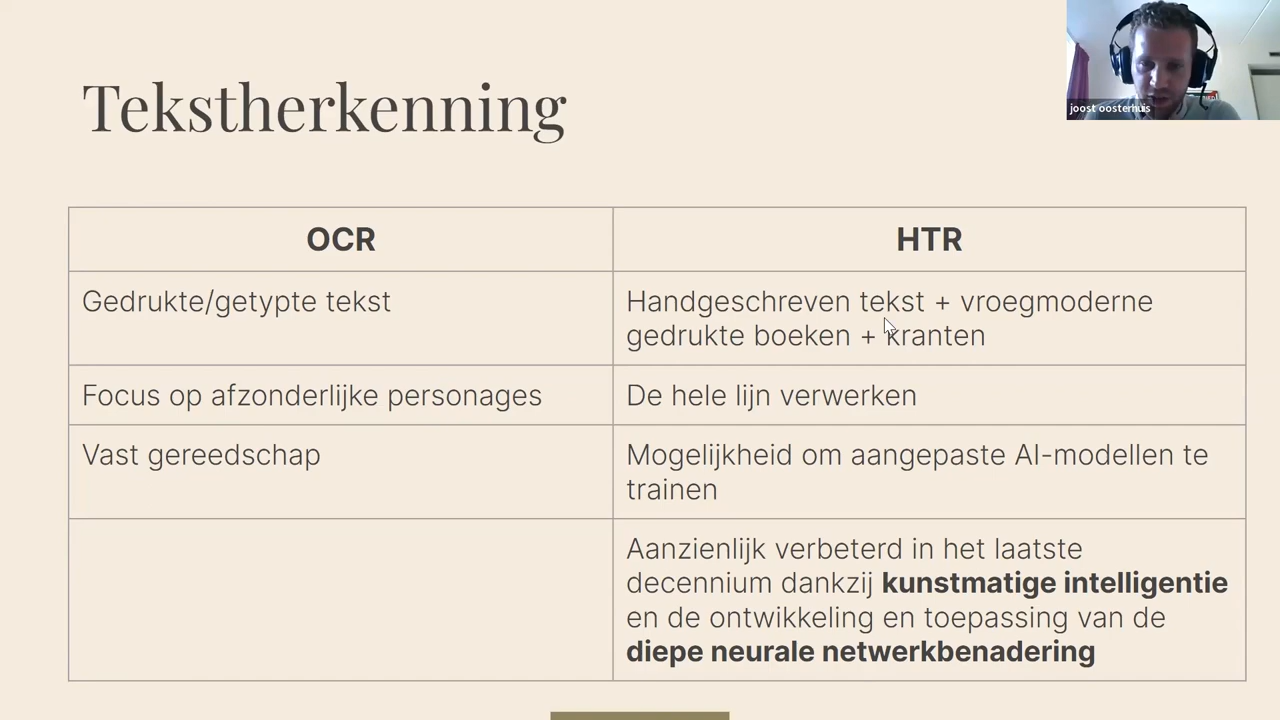 Tekstherkenning
joost oosterhuis
OCR
HTR
Gedrukte/getypte tekst
Handgeschreven tekst + vroegmoderne
gedrukte boeken + kranten
Focus op afzonderlijke personages
De hele lijn verwerken
Vast gereedschap
Mogelijkheid om aangepaste AI-modellen te
trainen
Aanzienlijk verbeterd in het laatste
decennium dankzij kunstmatige intelligentie
en de ontwikkeling en toepassing van de
diepe neurale netwerkbenadering